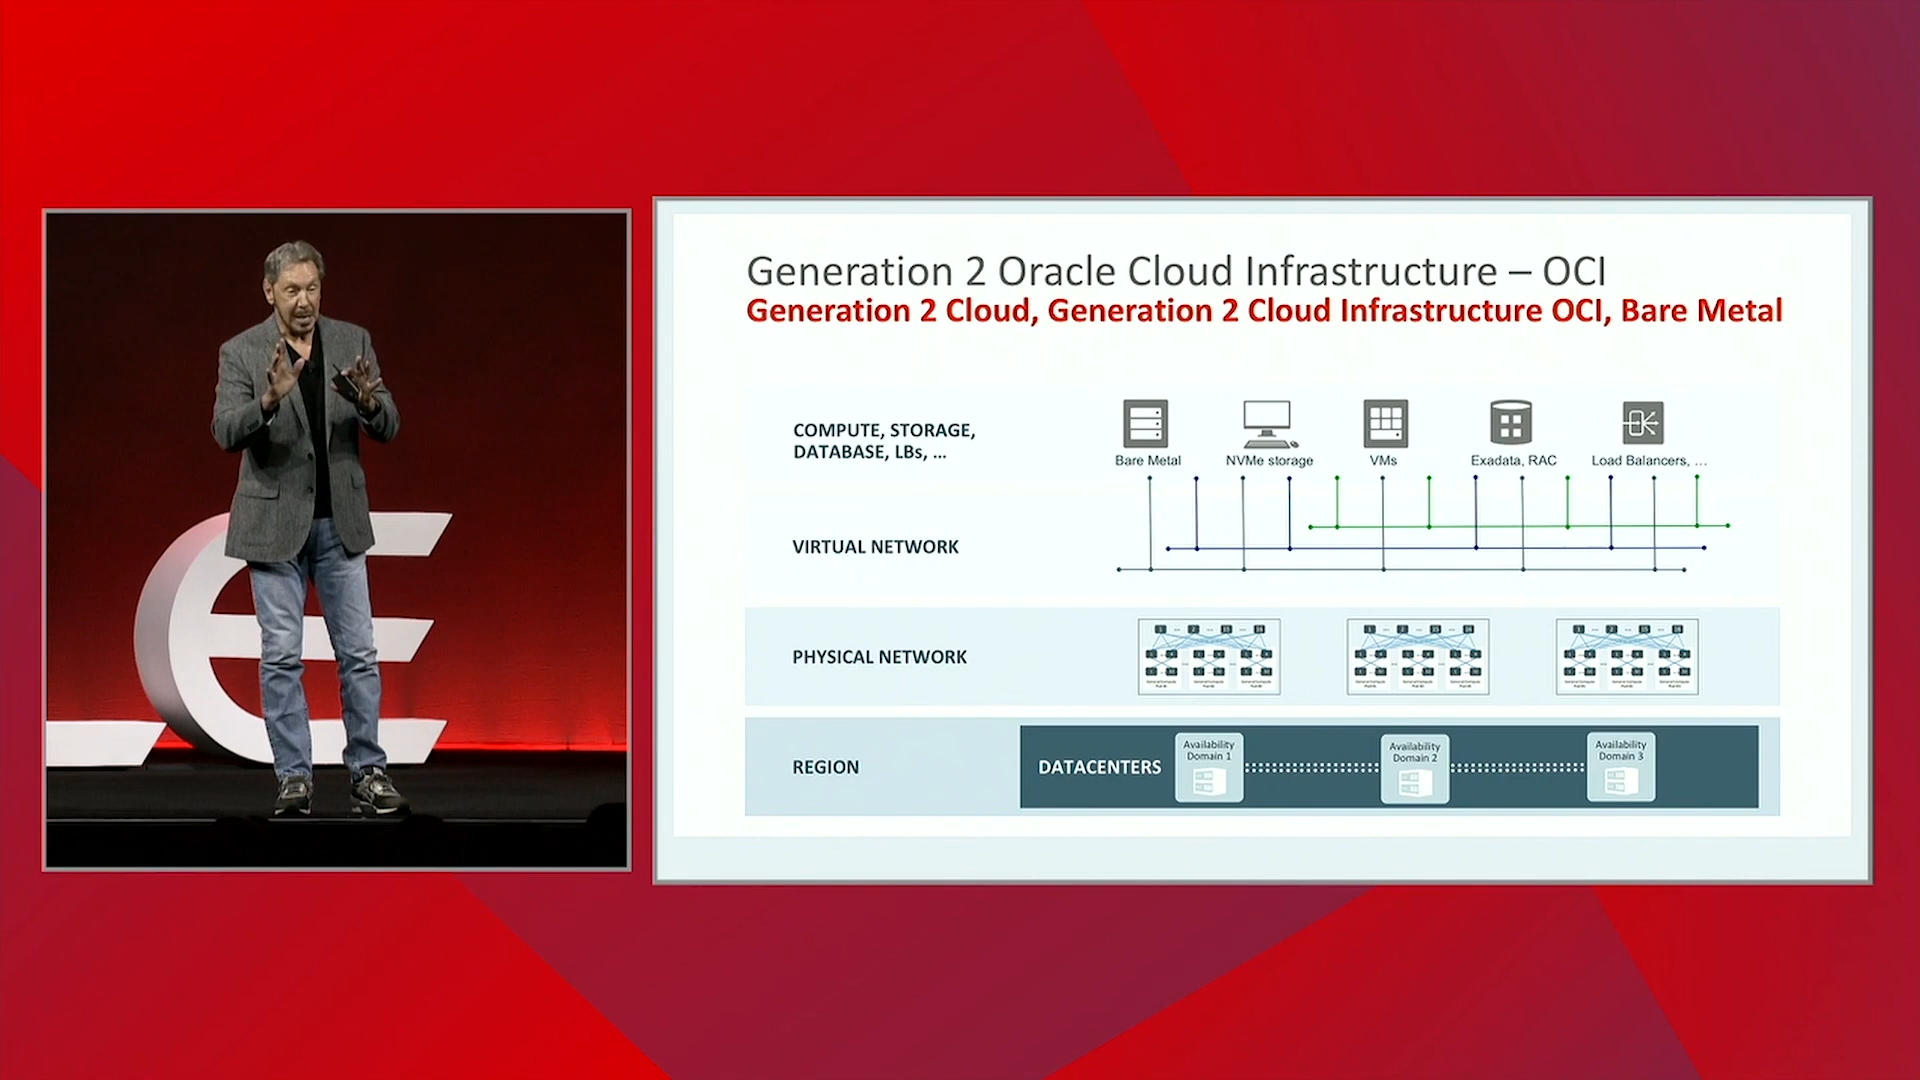 Generation 2 Oracle Cloud Infrastructure – OCI
Generation 2 Cloud, Generation 2 Cloud Infrastructure OCI, Bare Metal
COMPUTE, STORAGE,
DATABASE, LBs, ...
Bare Metal
NVMe storage
VMs
Exadata, RAC
Load Balancers, ...
VIRTUAL NETWORK
PHYSICAL NETWORK
REGION
DATACENTERS
Availability
Domain 1
Availability
Domain 2
Availability
Domain 3